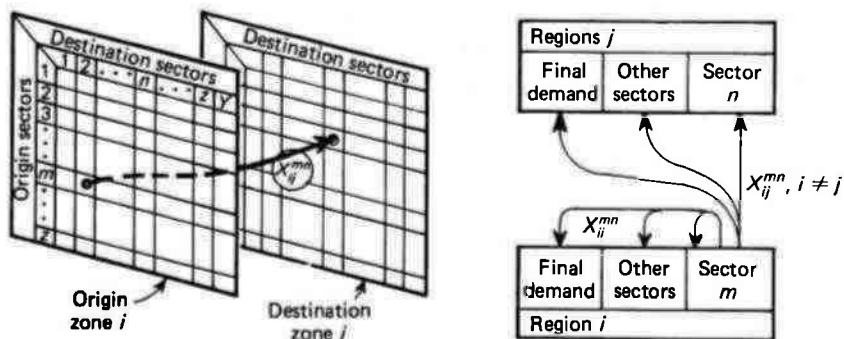 Destination sectors
1 2 . . . n . . . z Y
Origin sectors
1
2
3
m
z
Destination sectors
X_ij^mn
Origin
zone i
Destination
zone j
Regions j
Final
demand
Other
sectors
Sector
n
X_ij^mn, i ≠ j
X_ii^mn
Final
demand
Other
sectors
Sector
m
Region i